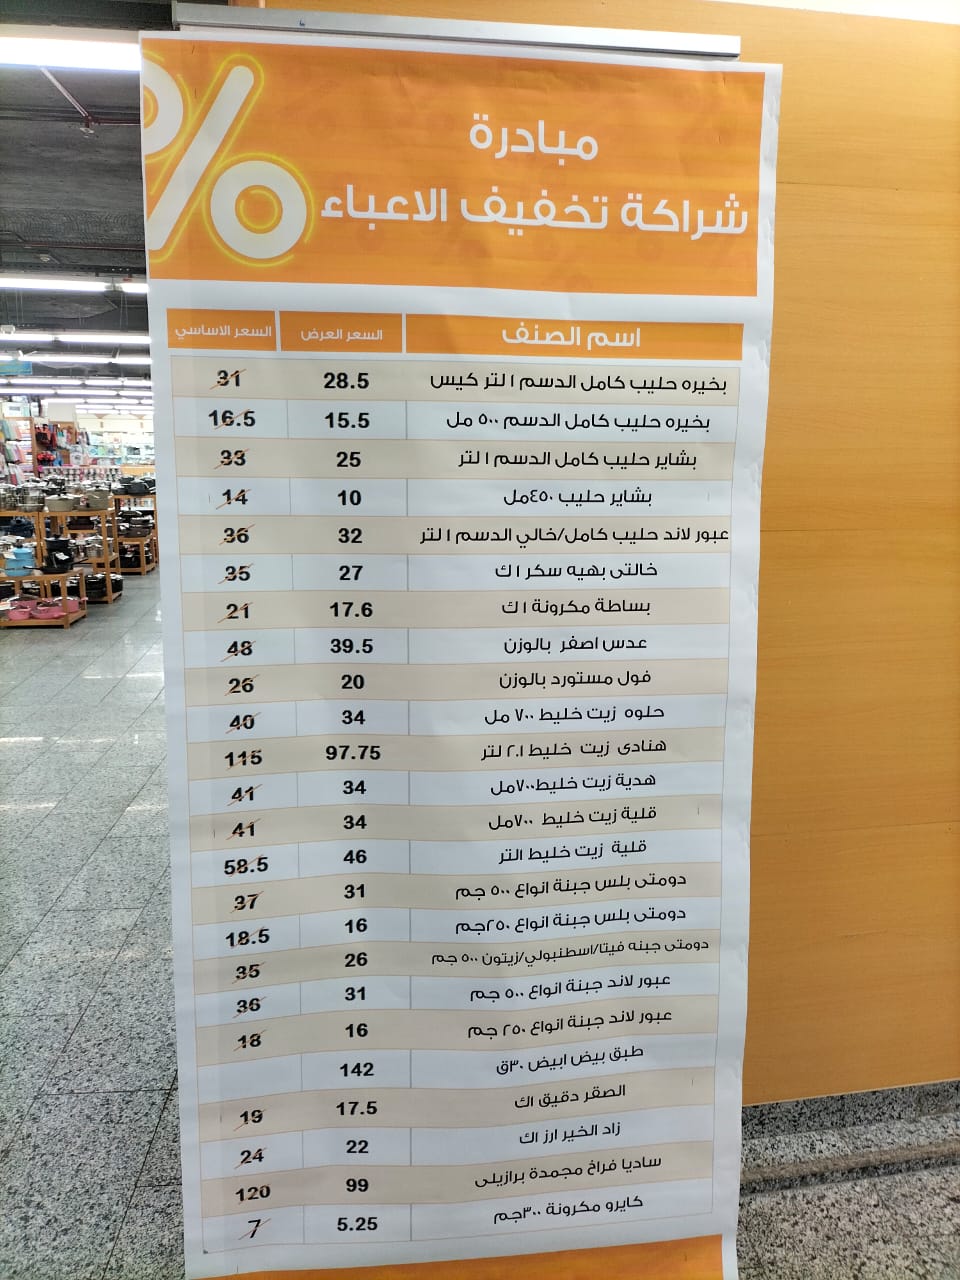 %
مبادرة
شراكة تخفيف الاعباء
اسم الصنف السعر العرض السعر الاساسي
بخيره حليب كامل الدسم ١ لتر كيس 28.5 31
بخيره حليب كامل الدسم ٥٠٠ مل 15.5 16.5
بشاير حليب كامل الدسم ١ لتر 25 33
بشاير حليب ٤٥٠مل 10 14
عبور لاند حليب كامل/خالي الدسم ١ لتر 32 36
خالتى بهيه سكر ١ ك 27 35
بساطة مكرونة ١ ك 17.6 21
عدس اصفر بالوزن 39.5 48
فول مستورد بالوزن 20 26
حلوه زيت خليط ٧٠٠ مل 34 40
هنادى زيت خليط ٢.١ لتر 97.75 115
هدية زيت خليط ٧٠٠مل 34 41
قلية زيت خليط ٧٠٠مل 34 41
قلية زيت خليط التر 46 58.5
دومتى بلس جبنة انواع ٥٠٠ جم 31 37
دومتى بلس جبنة انواع ٢٥٠جم 16 18.5
دومتى جبنه فيتا/اسطنبولي/زيتون ٥٠٠ جم 26 35
عبور لاند جبنة انواع ٥٠٠ جم 31 36
عبور لاند جبنة انواع ٢٥٠ جم 16 18
طبق بيض ابيض ٣٠ق 142
الصقر دقيق ١ك 17.5 19
زاد الخير ارز ١ك 22 24
ساديا فراخ مجمدة برازيلى 99 120
كايرو مكرونة ٣٠٠جم 5.25 7